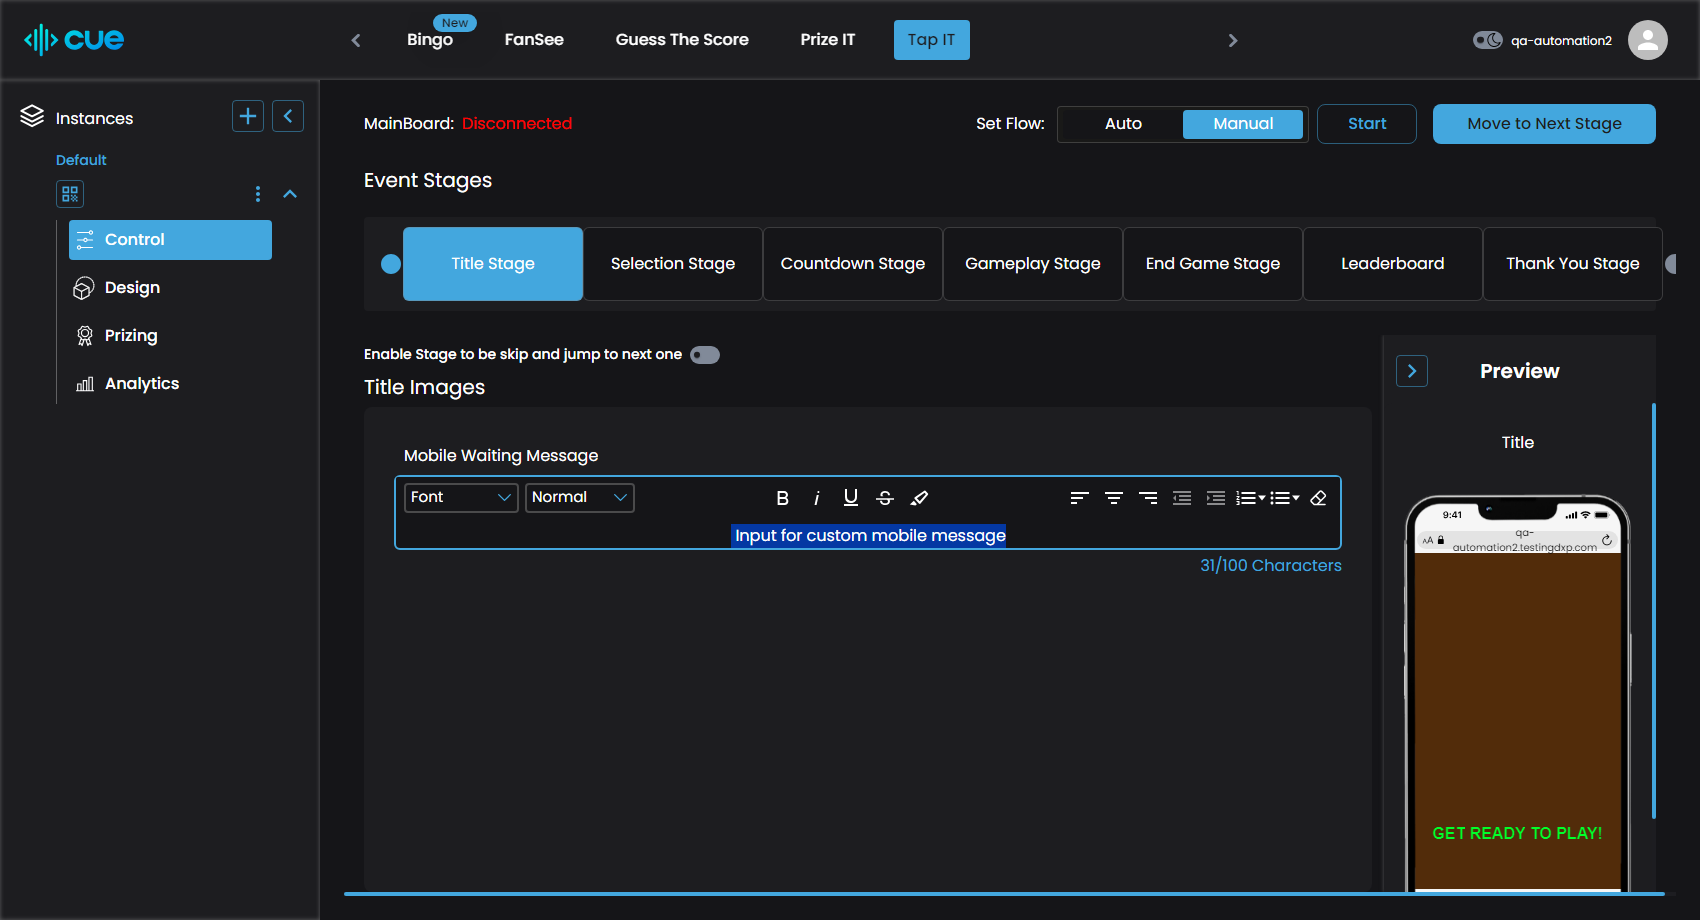 cue
New
Bingo
FanSee
Guess The Score
Prize IT
Tap IT
qa-automation2
Instances
Default
Control
Design
Prizing
Analytics
MainBoard: Disconnected
Set Flow:
Auto
Manual
Start
Move to Next Stage
Event Stages
Title Stage
Selection Stage
Countdown Stage
Gameplay Stage
End Game Stage
Leaderboard
Thank You Stage
Enable Stage to be skip and jump to next one
Title Images
Mobile Waiting Message
Font
Normal
B
i
U
S
Input for custom mobile message
31/100 Characters
Preview
Title
9:41
AA
qa-
automation2.testingdxp.com
GET READY TO PLAY!